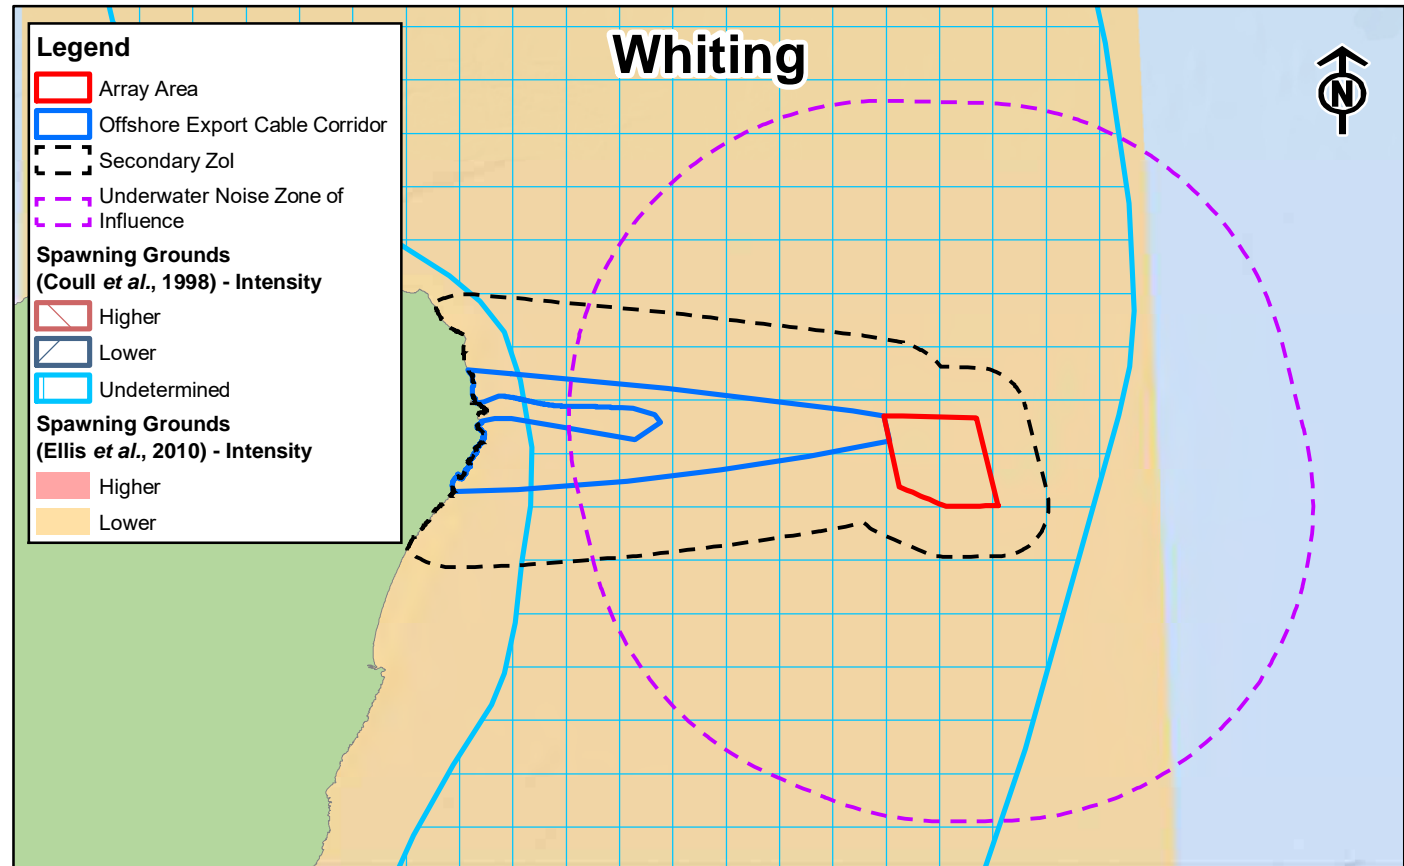 Whiting
N
Legend
Array Area
Offshore Export Cable Corridor
Secondary ZoI
Underwater Noise Zone of
Influence
Spawning Grounds
(Coull et al., 1998) - Intensity
Higher
Lower
Undetermined
Spawning Grounds
(Ellis et al., 2010) - Intensity
Higher
Lower